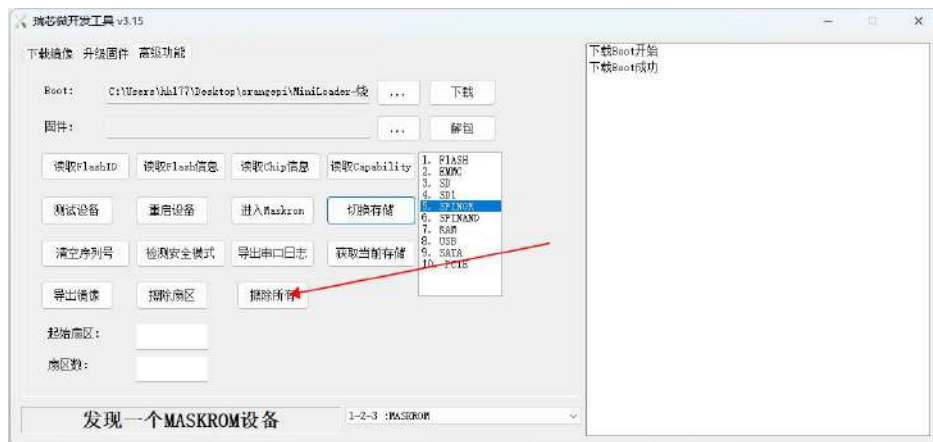 瑞芯微开发工具 v3.15
下载镜像 升级固件 高级功能
Boot: C:\Users\hh177\Desktop\orangepi\MiniLoader-烧 ... 下载
固件: ... 解包
读取FlashID 读取Flash信息 读取Chip信息 读取Capability
测试设备 重启设备 进入Maskrom 切换存储
清空序列号 检测安全模式 导出串口日志 获取当前存储
导出镜像 擦除扇区 擦除所有
1. FLASH
2. EMMC
3. SD
4. SD1
5. SPINOR
6. SPINAND
7. RAM
8. USB
9. SATA
10. PCIE
起始扇区:
扇区数:
发现一个MASKROM设备 1-2-3 :MASKROM
下载Boot开始
下载Boot成功